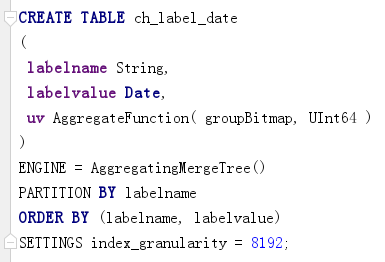 CREATE TABLE ch_label_date
(
labelname String,
labelvalue Date,
uv AggregateFunction( groupBitmap, UInt64 )
)
ENGINE = AggregatingMergeTree()
PARTITION BY labelname
ORDER BY (labelname, labelvalue)
SETTINGS index_granularity = 8192;